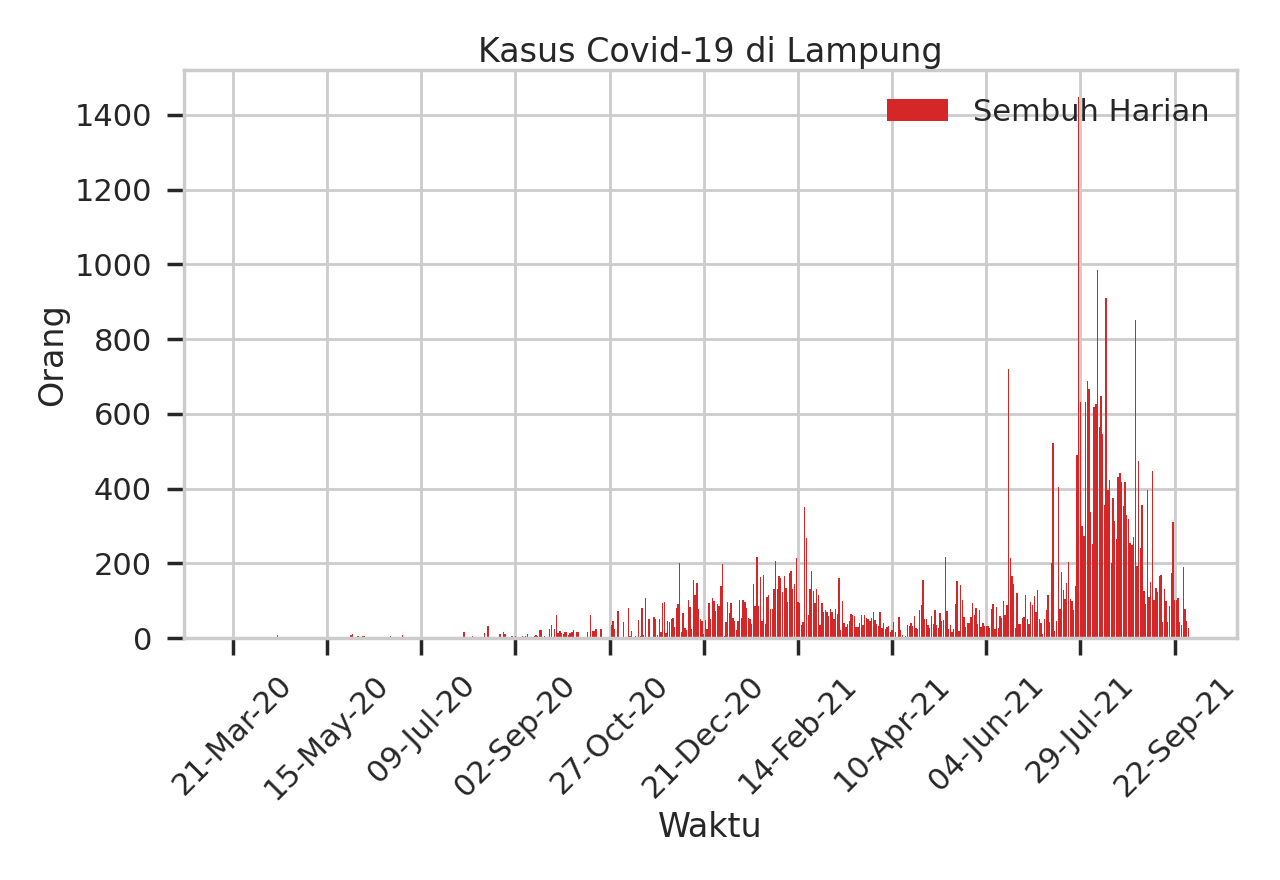 Kasus Covid-19 di Lampung
Sembuh Harian
Orang
1400
1200
1000
800
600
400
200
0
21-Mar-20
15-May-20
09-Jul-20
02-Sep-20
27-Oct-20
21-Dec-20
14-Feb-21
10-Apr-21
04-Jun-21
29-Jul-21
22-Sep-21
Waktu